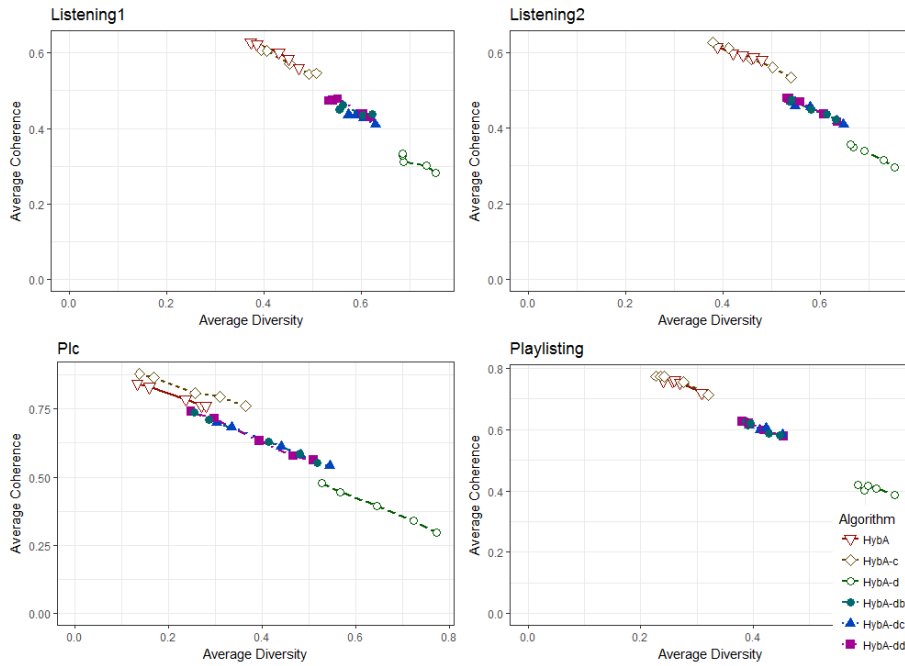 Listening1
Average Coherence
0.6
0.4
0.2
0.0
0.0
0.2
0.4
0.6
Average Diversity
Listening2
Average Coherence
0.6
0.4
0.2
0.0
0.0
0.2
0.4
0.6
Average Diversity
Plc
Average Coherence
0.75
0.50
0.25
0.00
0.0
0.2
0.4
0.6
0.8
Average Diversity
Playlisting
Average Coherence
0.8
0.6
0.4
0.2
0.0
0.0
0.2
0.4
Average Diversity
Algorithm
HybA
HybA-c
HybA-d
HybA-db
HybA-dc
HybA-dd